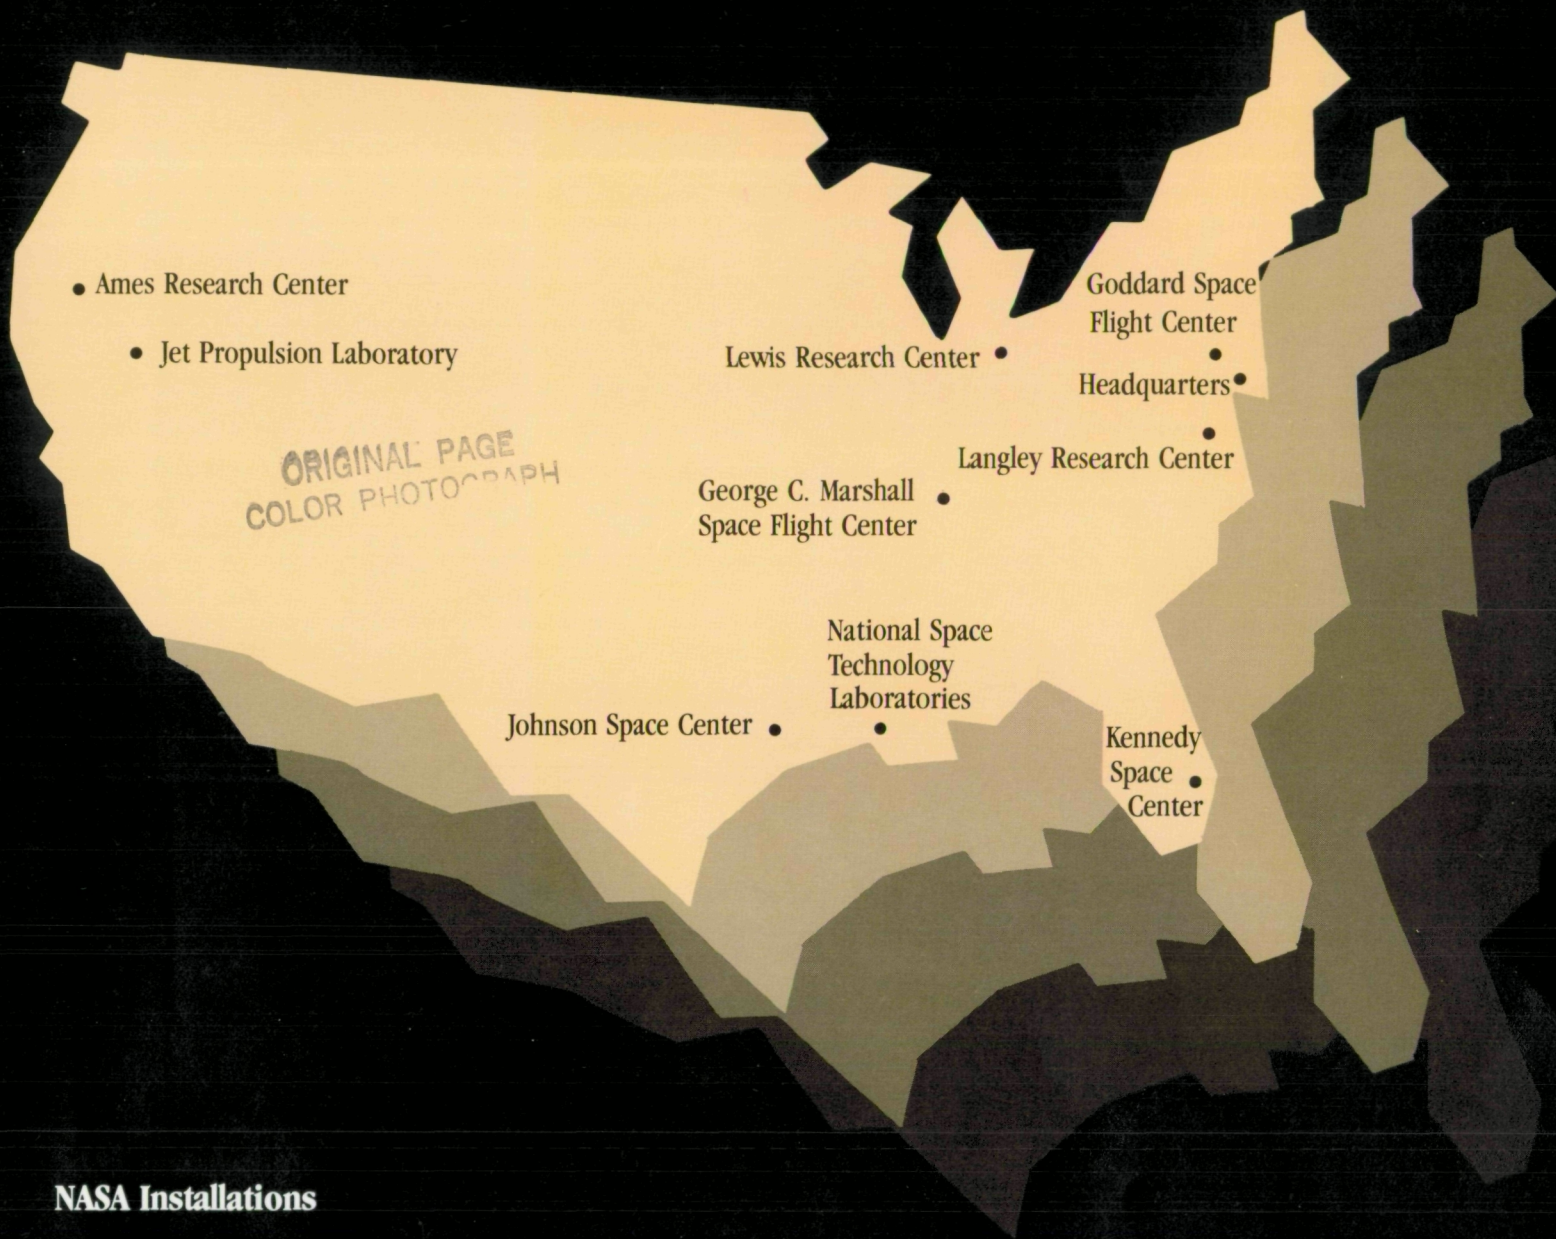 Ames Research Center
Jet Propulsion Laboratory
ORIGINAL PAGE
COLOR PHOTOGRAPH
Lewis Research Center
Goddard Space
Flight Center
Headquarters
Langley Research Center
George C. Marshall
Space Flight Center
National Space
Technology
Laboratories
Johnson Space Center
Kennedy
Space
Center
NASA Installations